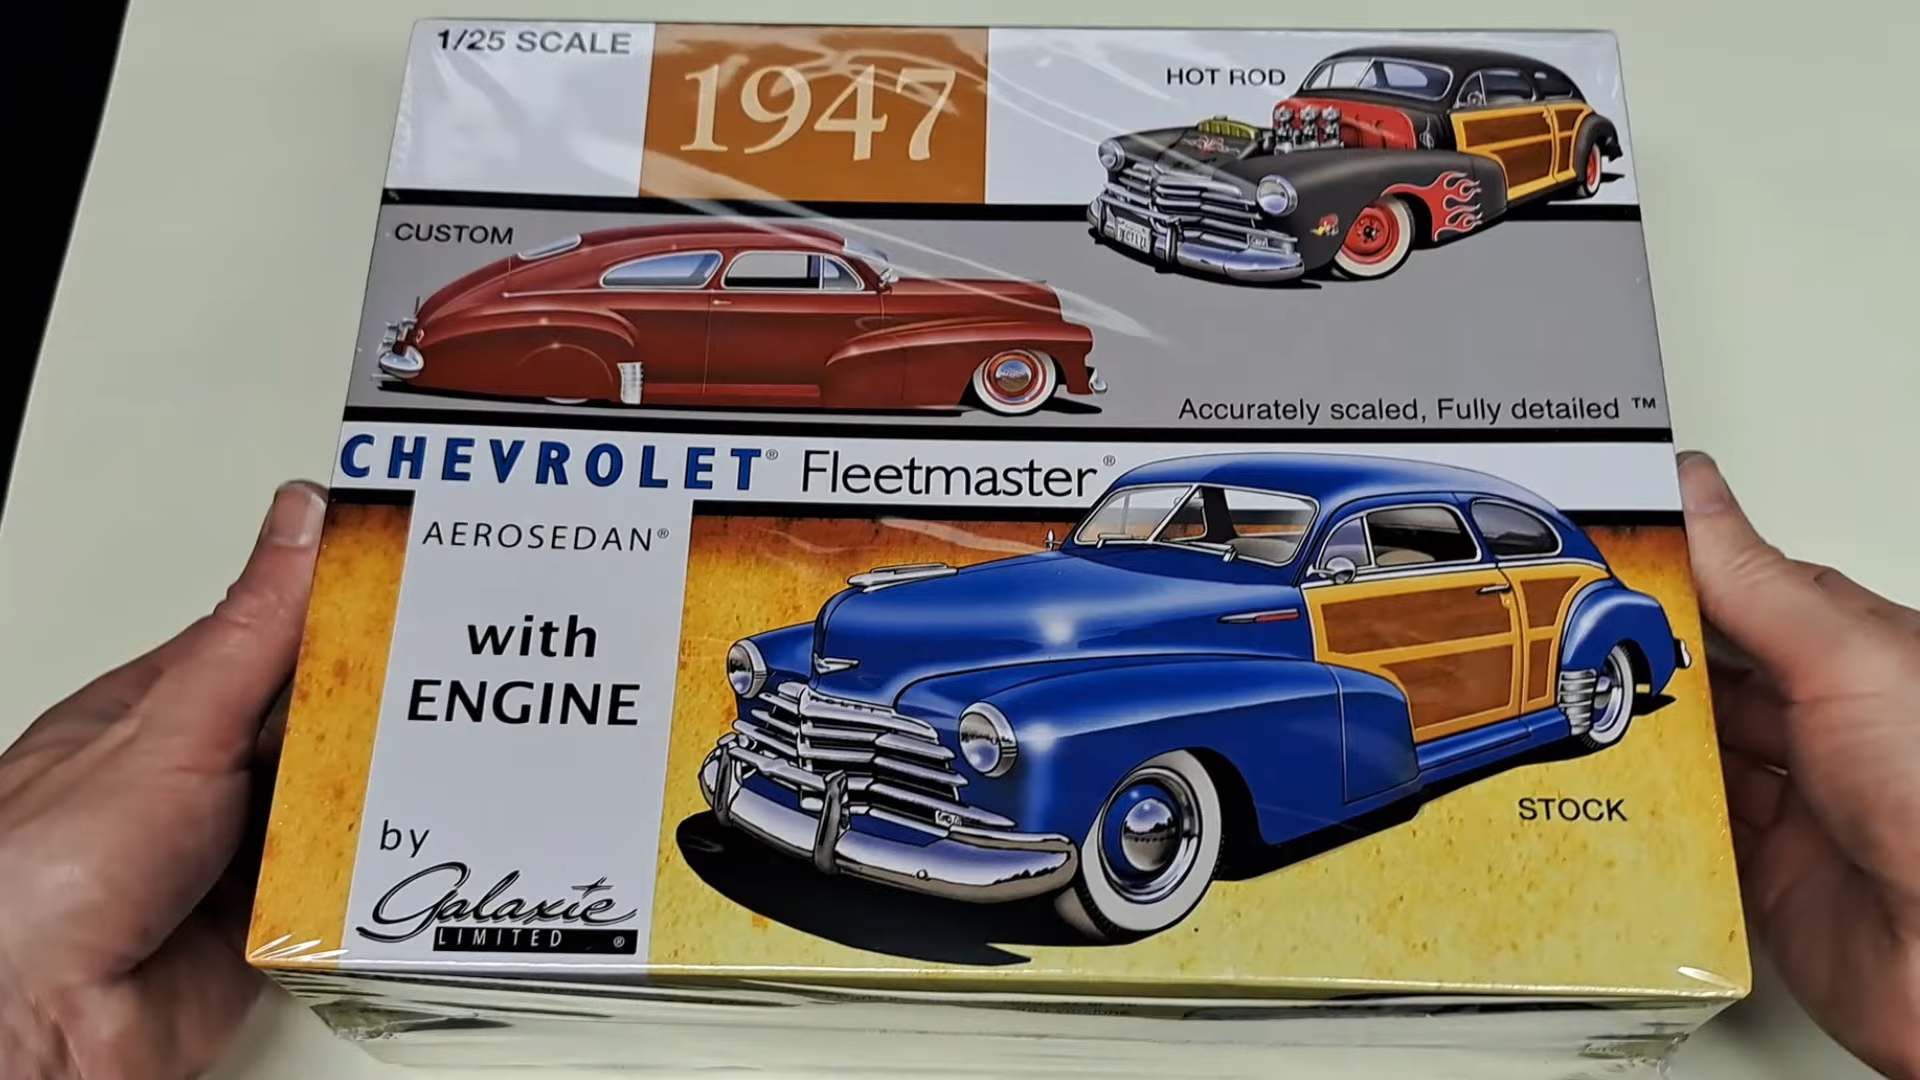 1/25 SCALE
1947
HOT ROD
CUSTOM
Accurately scaled, Fully detailed ™
CHEVROLET® Fleetmaster®
AEROSEDAN®
with
ENGINE
STOCK
by
Galaxie
LIMITED ®